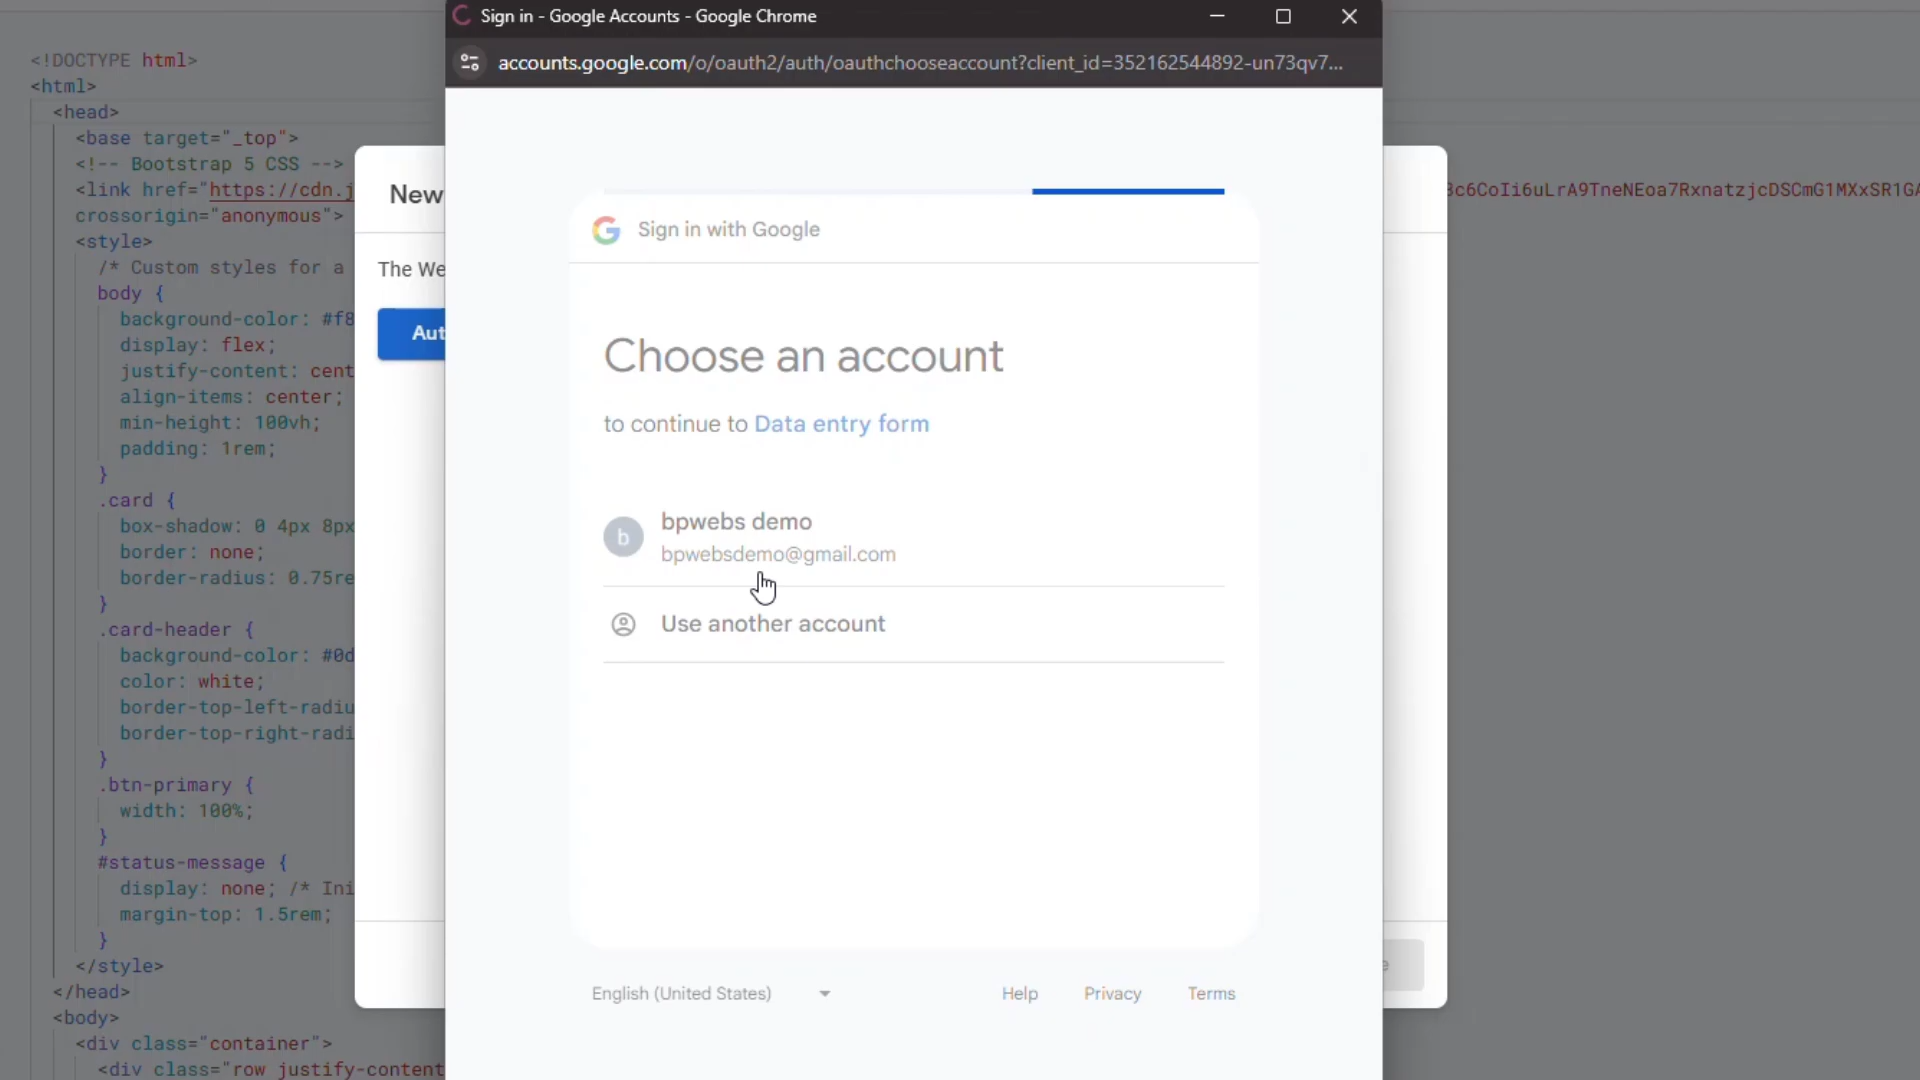 Sign in - Google Accounts - Google Chrome
accounts.google.com/o/oauth2/auth/oauthchooseaccount?client_id=352162544892-un73qv7...
<!DOCTYPE html>
<html>
<head>
<base target="_top">
<!-- Bootstrap 5 CSS -->
<link href="https://cdn.j
3c6CoIi6uLrA9TneNEoa7RxnatzjcDSCmG1MXxSR1GA
crossorigin="anonymous">
<style>
/* Custom styles for a
body {
background-color: #f8
display: flex;
justify-content: cent
align-items: center;
min-height: 100vh;
padding: 1rem;
}
.card {
box-shadow: 0 4px 8px
border: none;
border-radius: 0.75re
}
.card-header {
background-color: #0d
color: white;
border-top-left-radiu
border-top-right-radi
}
.btn-primary {
width: 100%;
}
#status-message {
display: none; /* Ini
margin-top: 1.5rem;
}
</style>
</head>
<body>
<div class="container">
<div class="row justify-content
New
The We
Aut
Sign in with Google
Choose an account
to continue to Data entry form
b
bpwebs demo
bpwebsdemo@gmail.com
Use another account
English (United States)
Help
Privacy
Terms
e